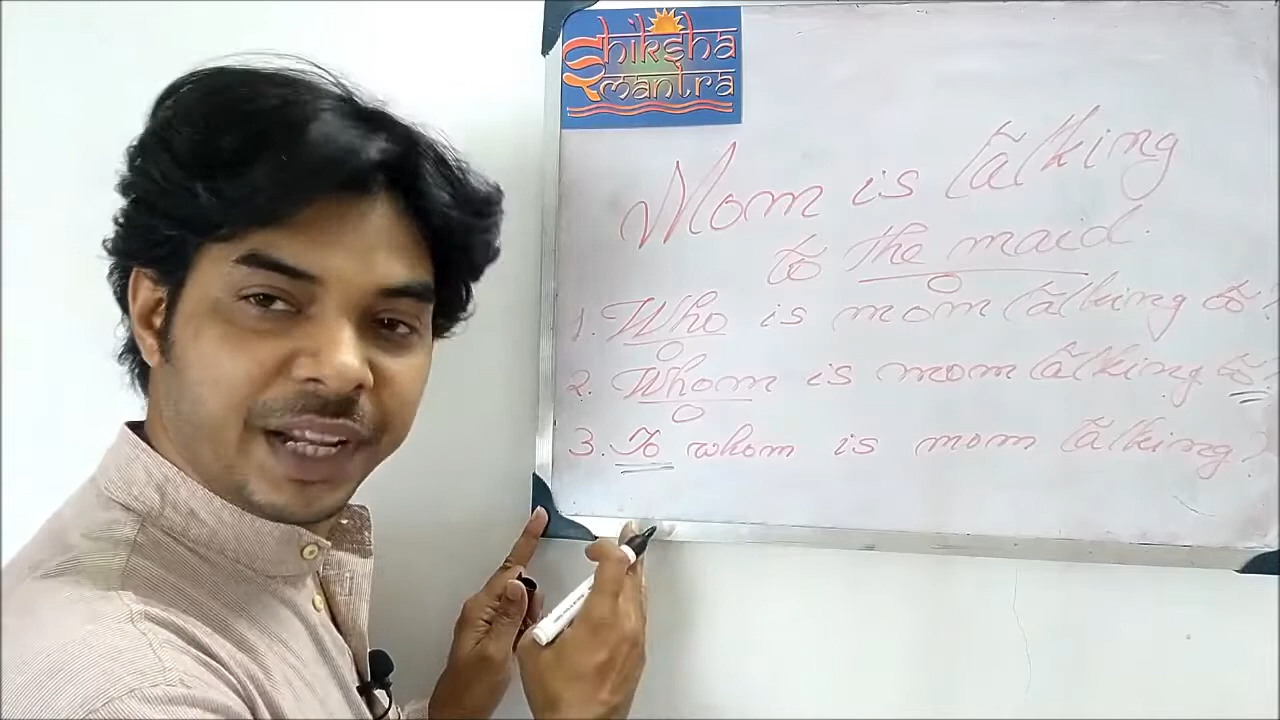 Shiksha
mantra
Mom is talking
to the maid.
O
1. Who is mom talking to?
O
2. Whom is mom talking to?
O
3. To whom is mom talking?